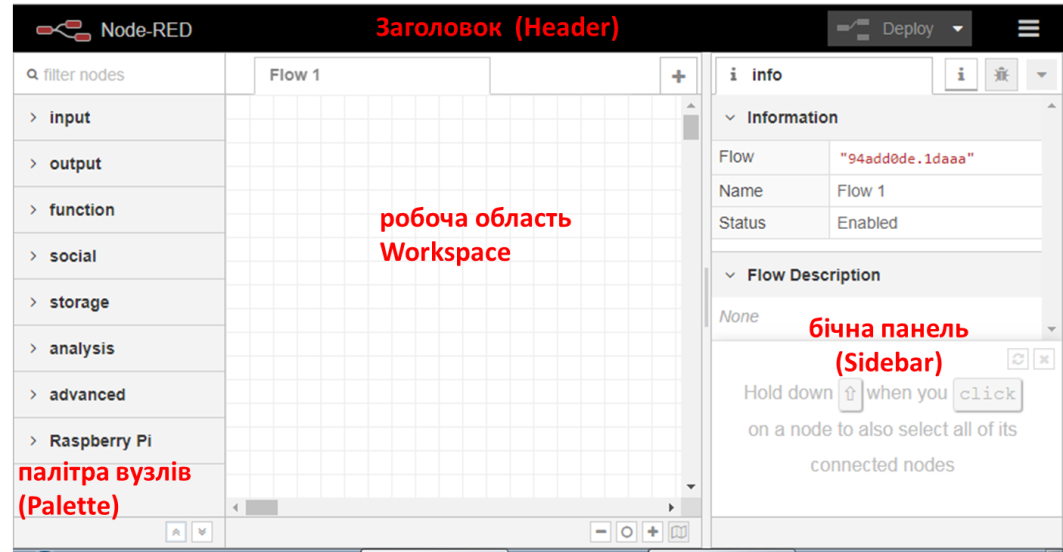 Node-RED
Заголовок (Header)
Deploy
filter nodes
Flow 1
+
i info
i
input
output
function
social
storage
analysis
advanced
Raspberry Pi
палітра вузлів
(Palette)
робоча область
Workspace
Information
Flow "94add0de.1daaa"
Name Flow 1
Status Enabled
Flow Description
None
бічна панель
(Sidebar)
Hold down ⇧ when you click
on a node to also select all of its
connected nodes